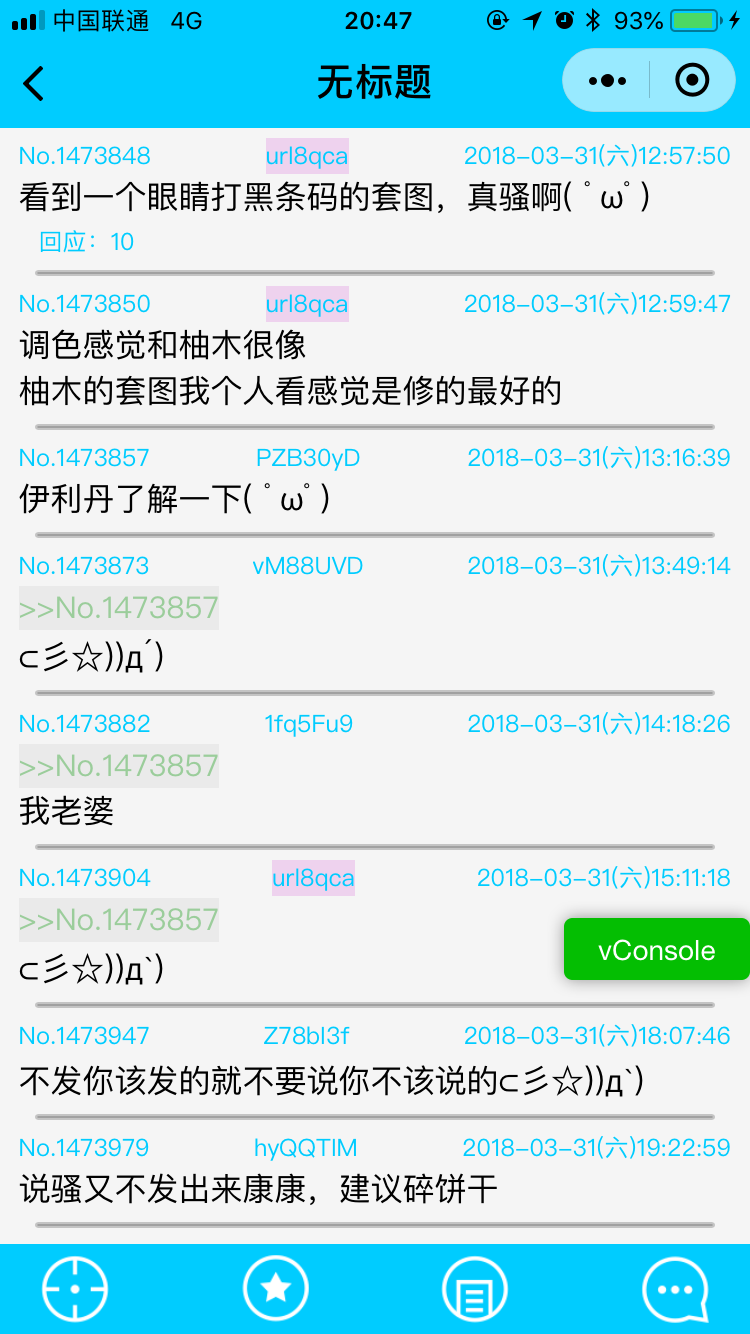 中国联通 4G 20:47 93%
无标题
No.1473848 url8qca 2018-03-31(六)12:57:50
看到一个眼睛打黑条码的套图，真骚啊( ﾟωﾟ)
回应：10
No.1473850 url8qca 2018-03-31(六)12:59:47
调色感觉和柚木很像
柚木的套图我个人看感觉是修的最好的
No.1473857 PZB30yD 2018-03-31(六)13:16:39
伊利丹了解一下( ﾟωﾟ)
No.1473873 vM88UVD 2018-03-31(六)13:49:14
>>No.1473857
⊂彡☆))д´)
No.1473882 1fq5Fu9 2018-03-31(六)14:18:26
>>No.1473857
我老婆
No.1473904 url8qca 2018-03-31(六)15:11:18
>>No.1473857
⊂彡☆))д`)
vConsole
No.1473947 Z78bI3f 2018-03-31(六)18:07:46
不发你该发的就不要说你不该说的⊂彡☆))д`)
No.1473979 hyQQTIM 2018-03-31(六)19:22:59
说骚又不发出来康康，建议碎饼干